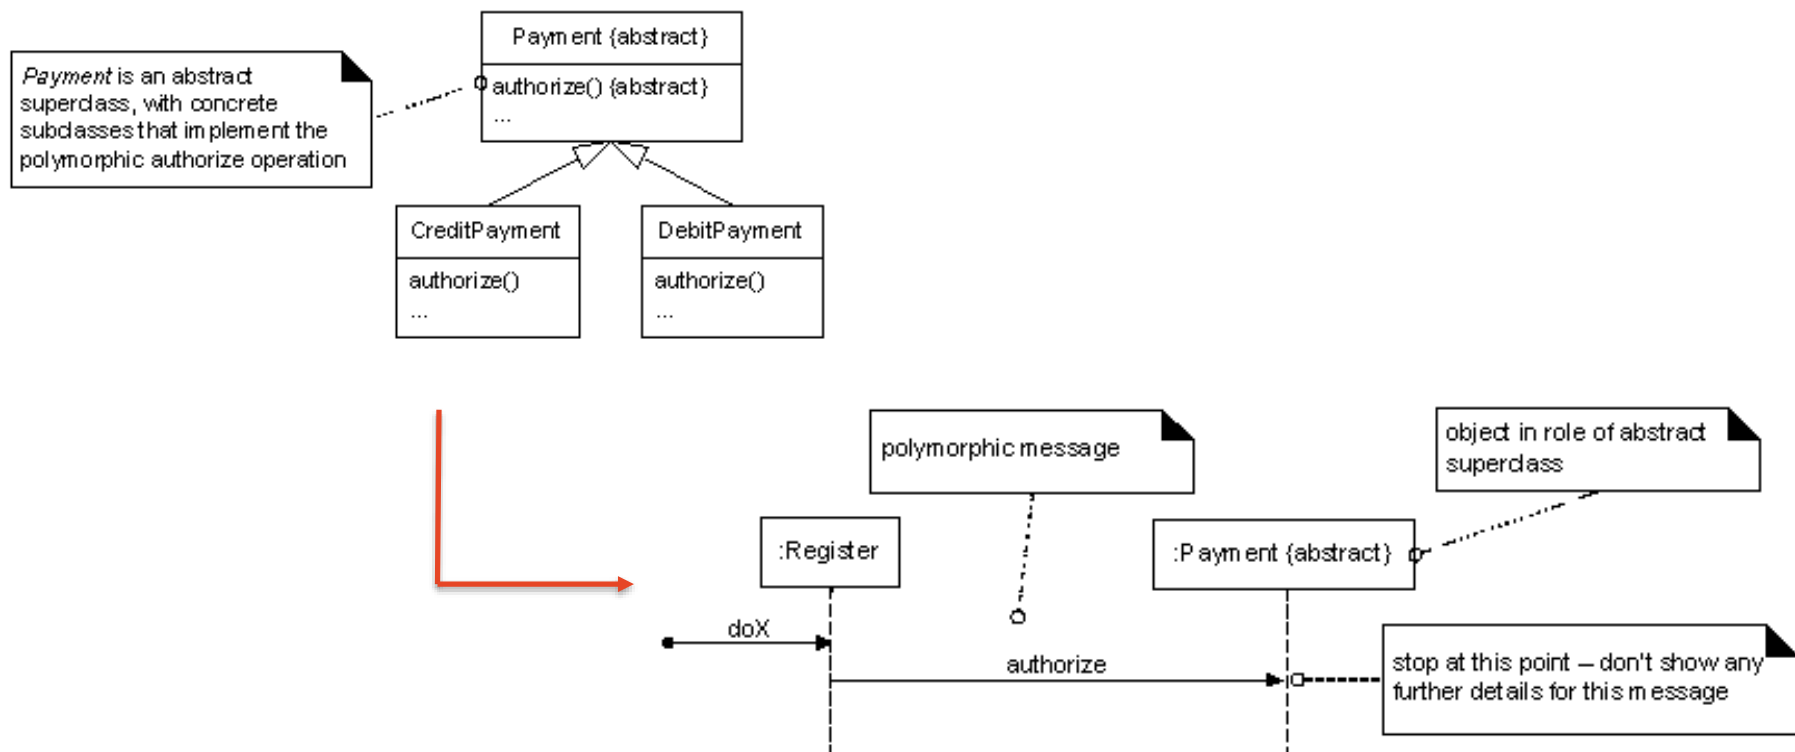 Payment {abstract}
authorize() {abstract}
...
Payment is an abstract
superclass, with concrete
subclasses that implement the
polymorphic authorize operation
CreditPayment
authorize()
...
DebitPayment
authorize()
...
polymorphic message
object in role of abstract
superclass
:Register
:Payment {abstract}
doX
authorize
stop at this point – don't show any
further details for this message